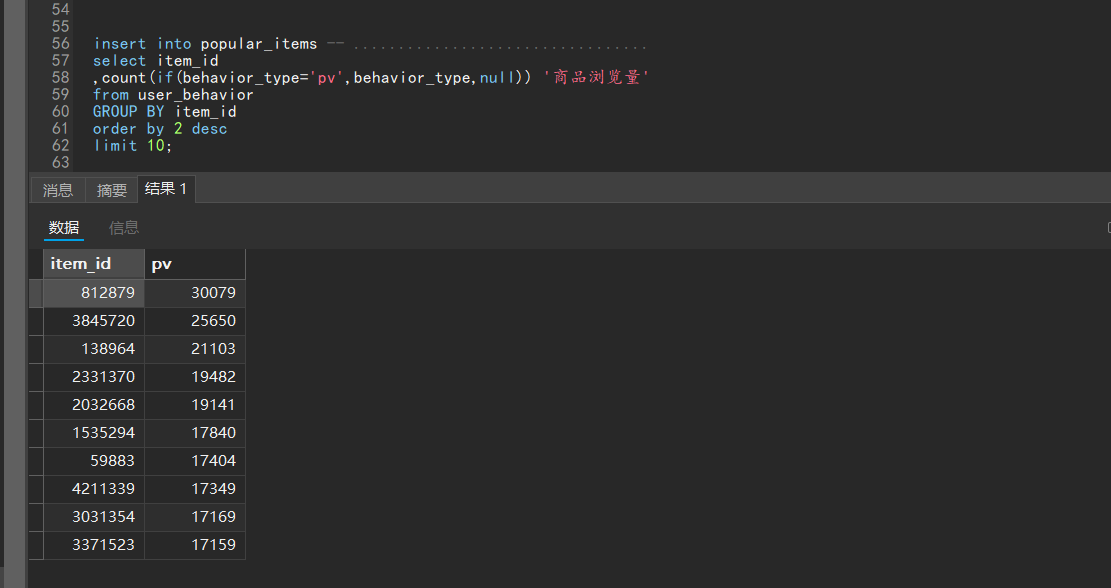 54
55
56 insert into popular_items -- ................................
57 select item_id
58 ,count(if(behavior_type='pv',behavior_type,null)) '商品浏览量'
59 from user_behavior
60 GROUP BY item_id
61 order by 2 desc
62 limit 10;
63
消息 摘要 结果 1
数据 信息
item_id pv
812879 30079
3845720 25650
138964 21103
2331370 19482
2032668 19141
1535294 17840
59883 17404
4211339 17349
3031354 17169
3371523 17159